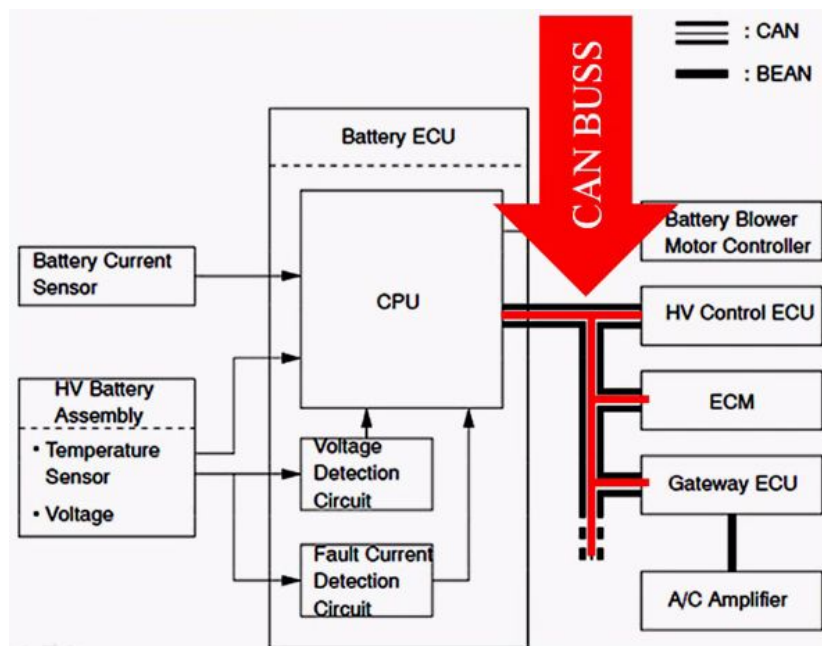 : CAN
: BEAN
CAN BUSS
Battery ECU
Battery Blower
Motor Controller
Battery Current
Sensor
CPU
HV Control ECU
HV Battery
Assembly
• Temperature
Sensor
• Voltage
ECM
Voltage
Detection
Circuit
Gateway ECU
Fault Current
Detection
Circuit
A/C Amplifier